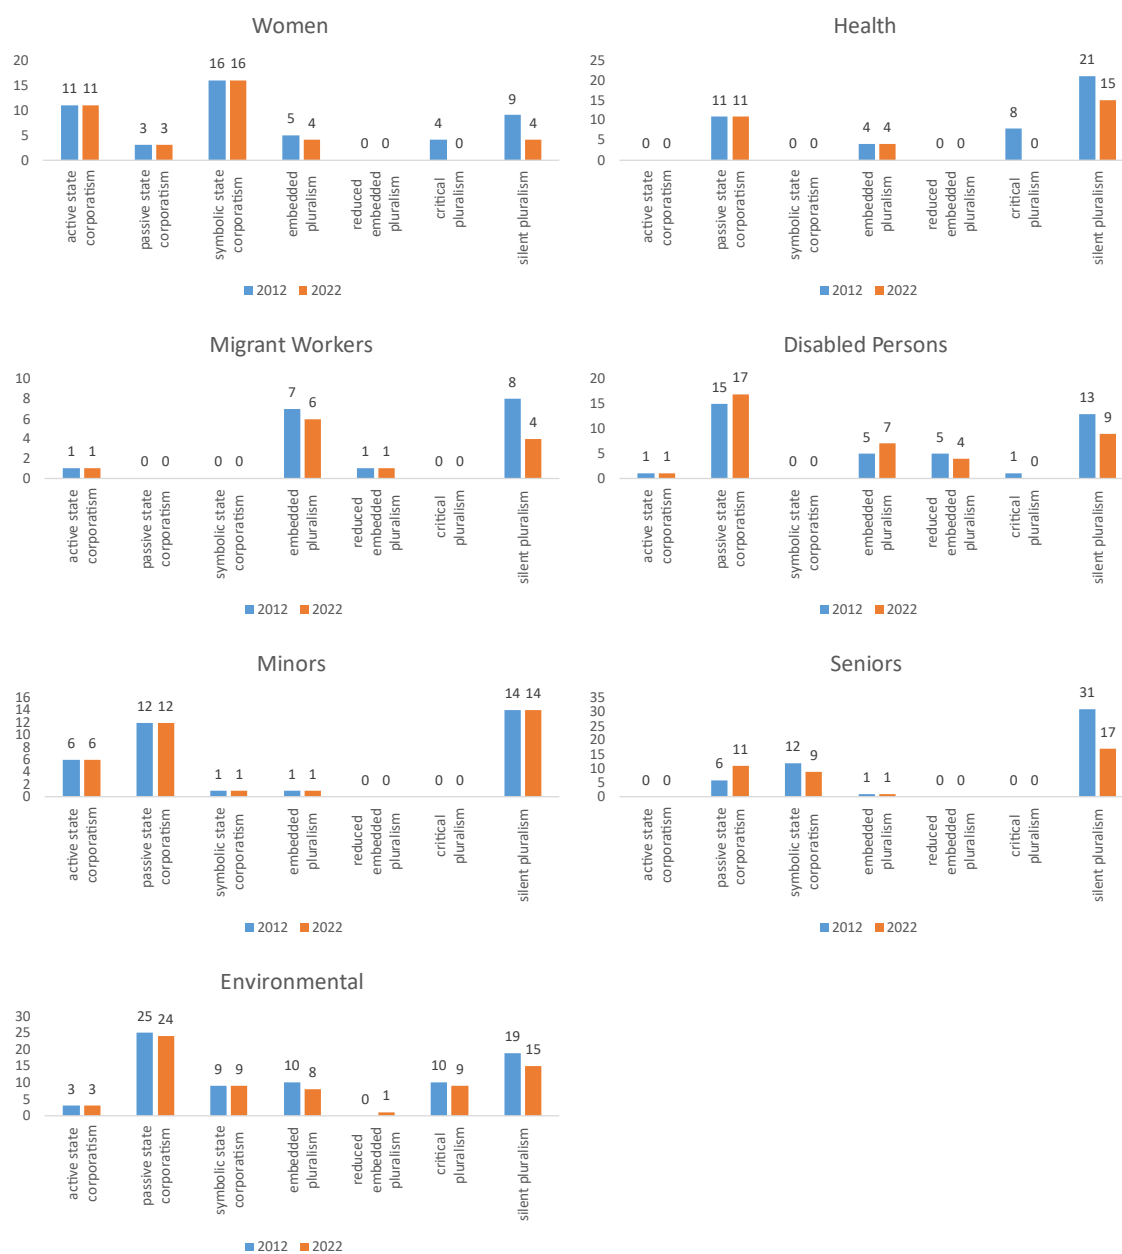 Women
20
15
10
5
0
11 11
3 3
16 16
5 4
0 0
4 0
9 4
active state
corporatism
passive state
corporatism
symbolic state
corporatism
embedded
pluralism
reduced
embedded
pluralism
critical
pluralism
silent pluralism
2012 2022
Health
25
20
15
10
5
0
0 0
11 11
0 0
4 4
0 0
8 0
21 15
active state
corporatism
passive state
corporatism
symbolic state
corporatism
embedded
pluralism
reduced
embedded
pluralism
critical
pluralism
silent pluralism
2012 2022
Migrant Workers
10
8
6
4
2
0
1 1
0 0
0 0
7 6
1 1
0 0
8 4
active state
corporatism
passive state
corporatism
symbolic state
corporatism
embedded
pluralism
reduced
embedded
pluralism
critical
pluralism
silent pluralism
2012 2022
Disabled Persons
20
15
10
5
0
1 1
15 17
0 0
5 7
5 4
1 0
13 9
active state
corporatism
passive state
corporatism
symbolic state
corporatism
embedded
pluralism
reduced
embedded
pluralism
critical
pluralism
silent pluralism
2012 2022
Minors
16
14
12
10
8
6
4
2
0
6 6
12 12
1 1
1 1
0 0
0 0
14 14
active state
corporatism
passive state
corporatism
symbolic state
corporatism
embedded
pluralism
reduced
embedded
pluralism
critical
pluralism
silent pluralism
2012 2022
Seniors
35
30
25
20
15
10
5
0
0 0
6 11
12 9
1 1
0 0
0 0
31 17
active state
corporatism
passive state
corporatism
symbolic state
corporatism
embedded
pluralism
reduced
embedded
pluralism
critical
pluralism
silent pluralism
2012 2022
Environmental
30
25
20
15
10
5
0
3 3
25 24
9 9
10 8
0 1
10 9
19 15
active state
corporatism
passive state
corporatism
symbolic state
corporatism
embedded
pluralism
reduced
embedded
pluralism
critical
pluralism
silent pluralism
2012 2022